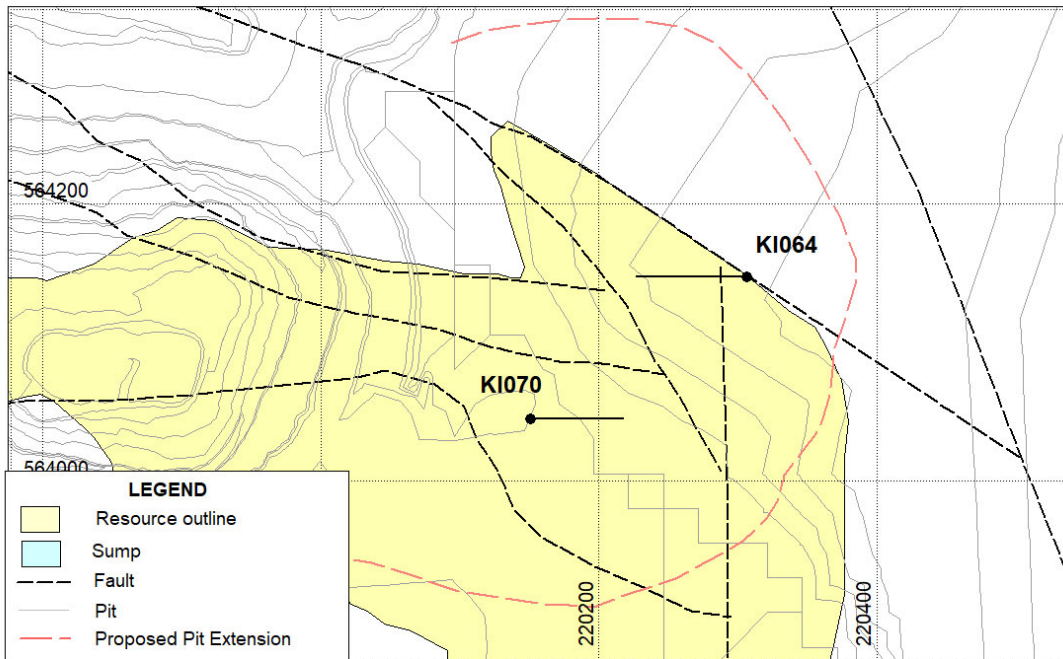 564200
KI064
KI070
564000
LEGEND
Resource outline
Sump
Fault
Pit
Proposed Pit Extension
220200
220400